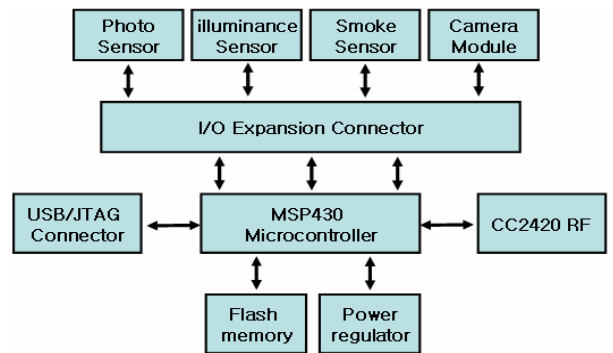 Photo
Sensor
illuminance
Sensor
Smoke
Sensor
Camera
Module
I/O Expansion Connector
USB/JTAG
Connector
MSP430
Microcontroller
CC2420 RF
Flash
memory
Power
regulator